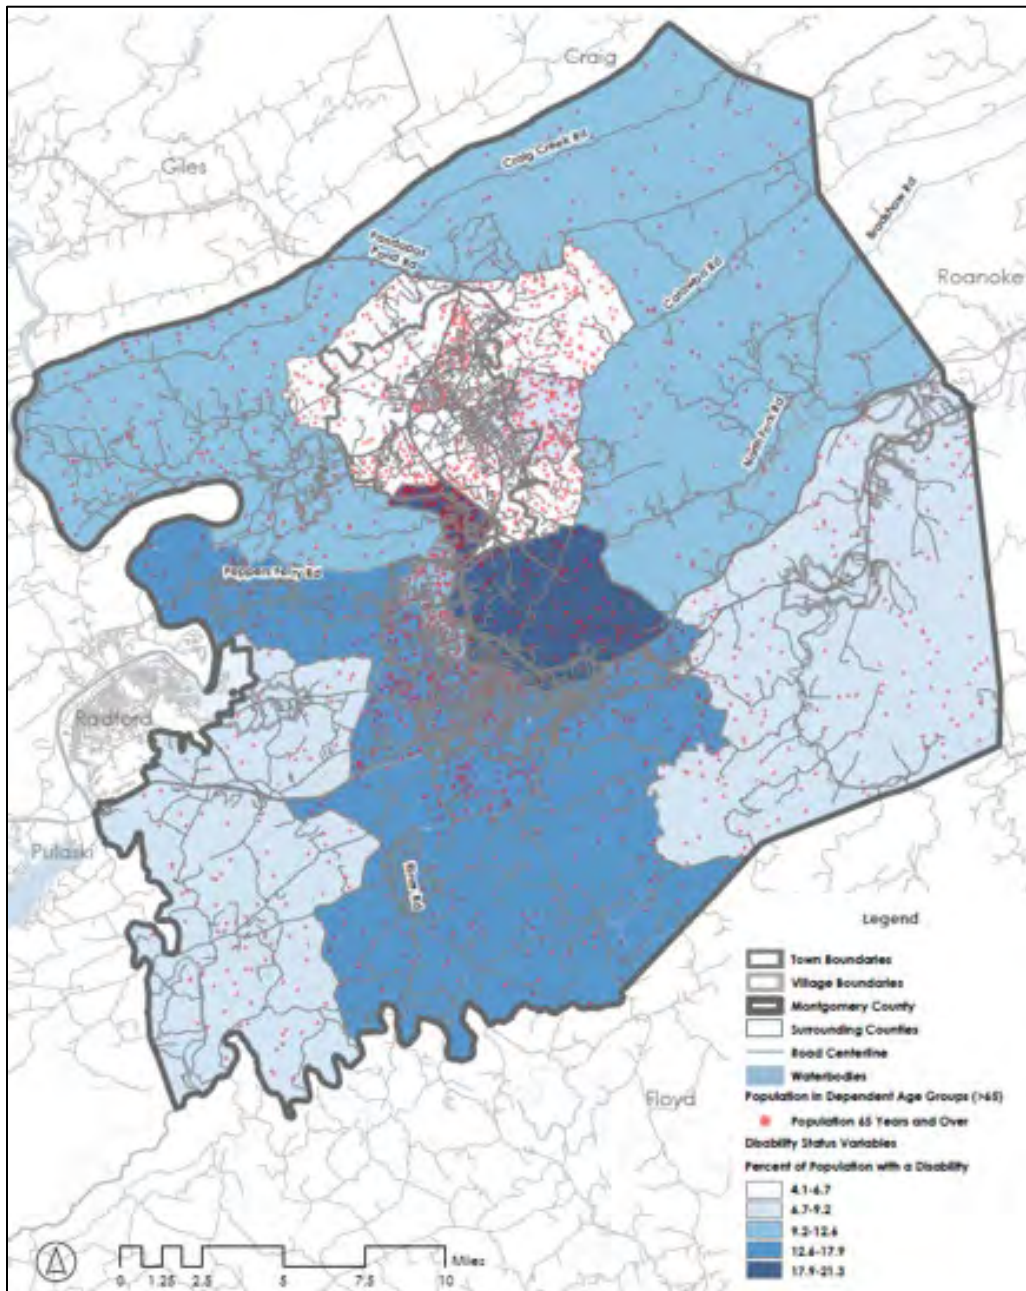 Craig
Craig Creek Rd
Giles
Bradshaw Rd
Pandapas
Pond Rd
Catawba Rd
Roanoke
Peppers Ferry Rd
Radford
Pulaski
Floyd
Legend
Town Boundaries
Village Boundaries
Montgomery County
Surrounding Counties
Road Centerline
Waterbodies
Population in Dependent Age Groups (>65)
Population 65 Years and Over
Disability Status Variables
Percent of Population with a Disability
4.1-6.7
6.7-9.2
9.2-12.6
12.6-17.9
17.9-21.3
Miles
0 1.25 2.5 5 7.5 10